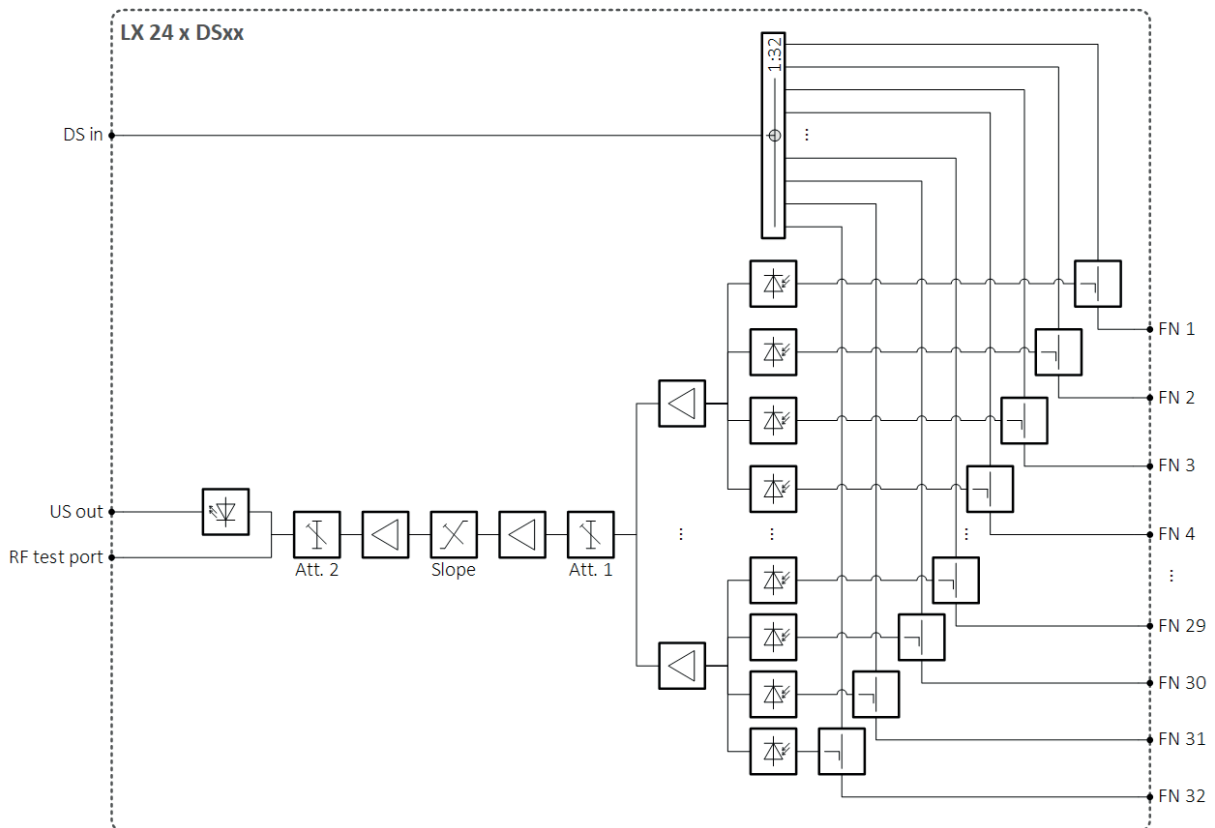 LX 24 x DSxx
1:32
DS in
...
FN 1
FN 2
FN 3
FN 4
...
...
...
...
US out
RF test port
Att. 2
Slope
Att. 1
FN 29
FN 30
FN 31
FN 32